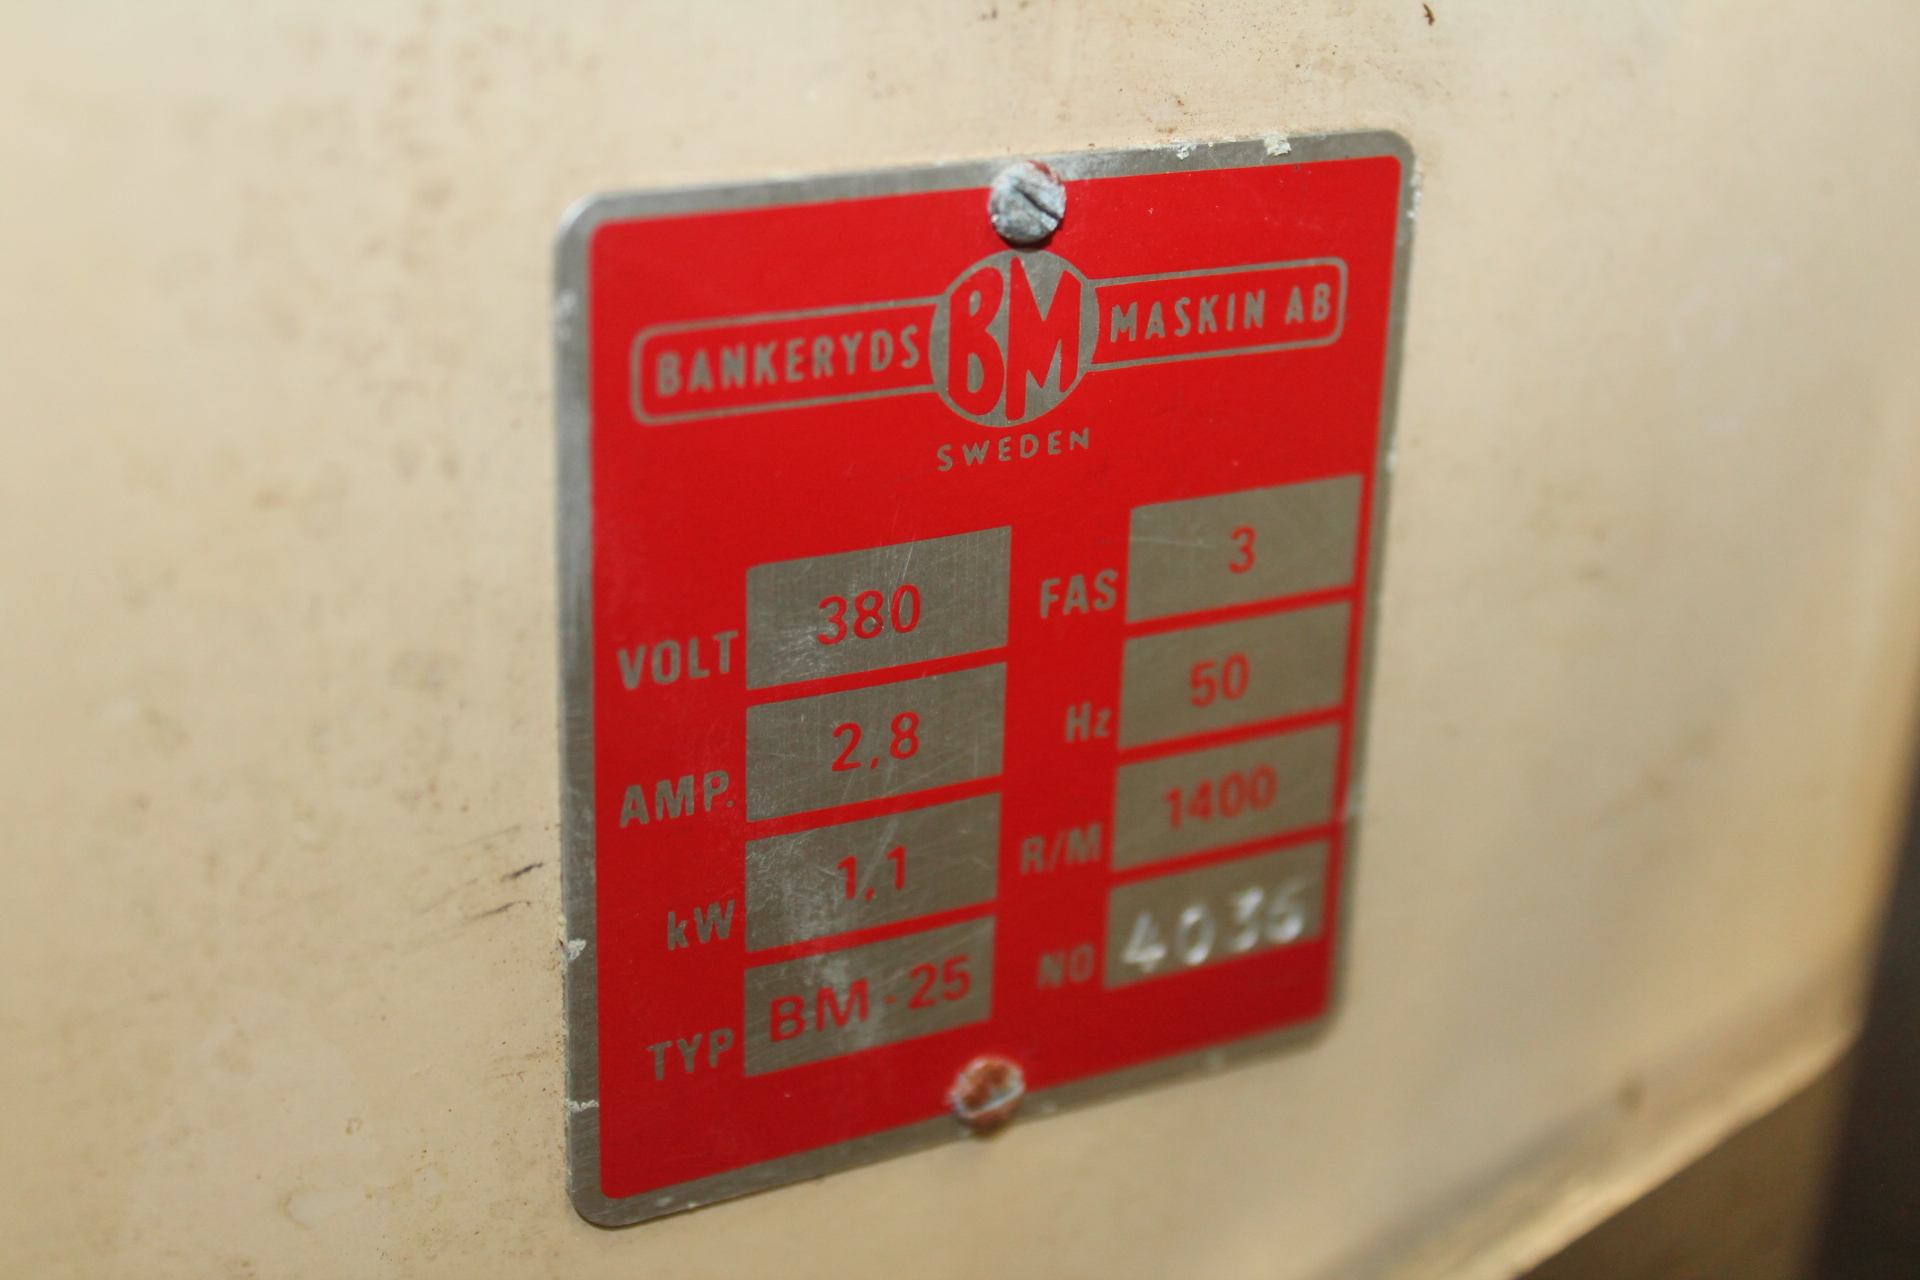 BANKERYDS BM MASKIN AB
SWEDEN
VOLT 380 FAS 3
AMP. 2,8 Hz 50
kW 1,1 R/M 1400
TYP BM-25 NO 4036